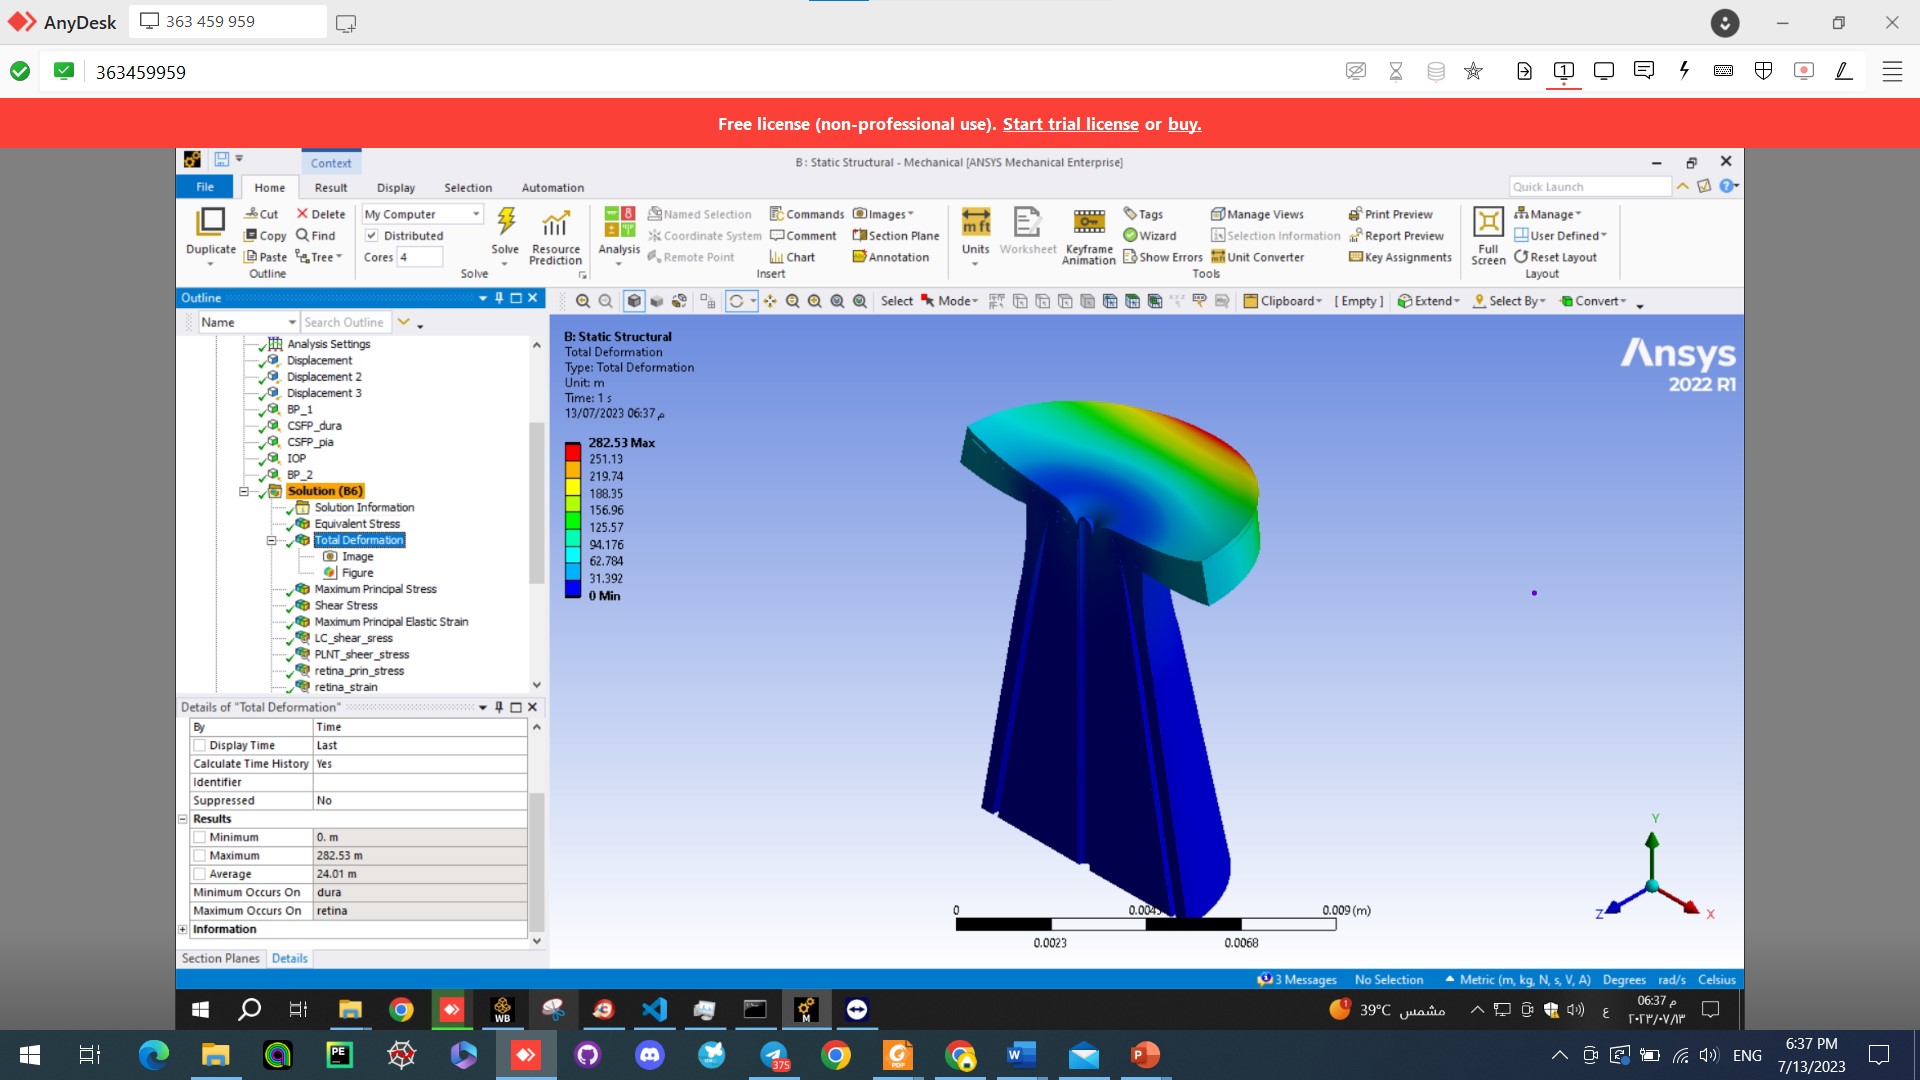 AnyDesk
363 459 959
363459959
Free license (non-professional use). Start trial license or buy.
Context
B : Static Structural - Mechanical [ANSYS Mechanical Enterprise]
File Home Result Display Selection Automation
Quick Launch
Duplicate
Cut
Copy
Paste
Delete
Find
Tree
Outline
My Computer
Distributed
Cores 4
Solve
Resource Prediction
Solve
Analysis
Named Selection
Coordinate System
Remote Point
Commands
Comment
Chart
Images
Section Plane
Annotation
Insert
Units
Worksheet
Keyframe Animation
Tags
Wizard
Show Errors
Manage Views
Selection Information
Unit Converter
Print Preview
Report Preview
Key Assignments
Tools
Full Screen
Manage
User Defined
Reset Layout
Layout
Outline
Select Mode Clipboard [ Empty ] Extend Select By Convert
Name Search Outline
Analysis Settings
Displacement
Displacement 2
Displacement 3
BP_1
CSFP_dura
CSFP_pia
IOP
BP_2
Solution (B6)
Solution Information
Equivalent Stress
Total Deformation
Image
Figure
Maximum Principal Stress
Shear Stress
Maximum Principal Elastic Strain
LC_shear_sress
PLNT_sheer_stress
retina_prin_stress
retina_strain
Details of "Total Deformation"
By Time
Display Time Last
Calculate Time History Yes
Identifier
Suppressed No
Results
Minimum 0. m
Maximum 282.53 m
Average 24.01 m
Minimum Occurs On dura
Maximum Occurs On retina
Information
Section Planes Details
B: Static Structural
Total Deformation
Type: Total Deformation
Unit: m
Time: 1 s
13/07/2023 06:37 م
282.53 Max
251.13
219.74
188.35
156.96
125.57
94.176
62.784
31.392
0 Min
Ansys
2022 R1
Y
Z
X
0 0.0045 0.009 (m)
0.0023 0.0068
3 Messages No Selection Metric (m, kg, N, s, V, A) Degrees rad/s Celsius
WB
M
1
39°C مشمس
ع
06:37 م
٢٠٢٣/٠٧/١٣
PE
375
PDF
W
P
ENG
6:37 PM
7/13/2023